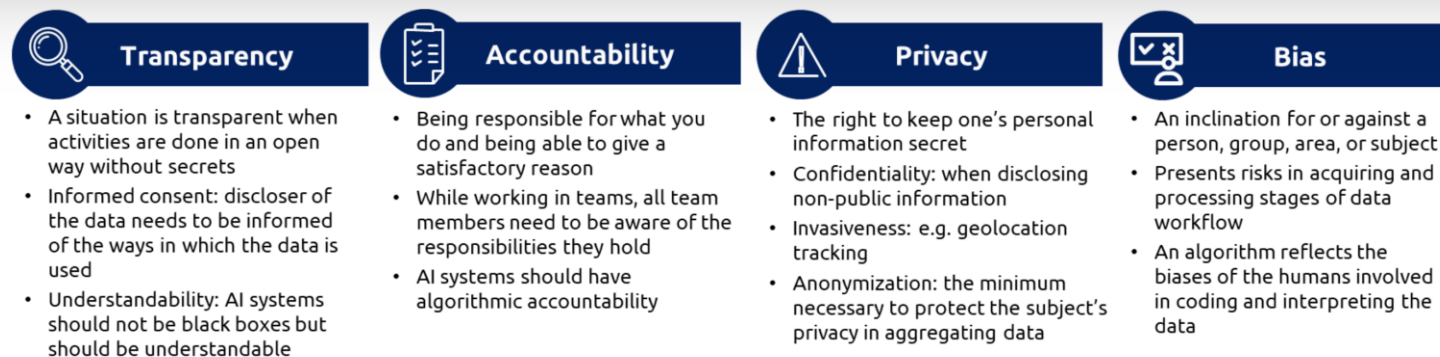 Transparency
• A situation is transparent when
activities are done in an open
way without secrets
• Informed consent: discloser of
the data needs to be informed
of the ways in which the data is
used
• Understandability: AI systems
should not be black boxes but
should be understandable
Accountability
• Being responsible for what you
do and being able to give a
satisfactory reason
• While working in teams, all team
members need to be aware of the
responsibilities they hold
• AI systems should have
algorithmic accountability
Privacy
• The right to keep one's personal
information secret
• Confidentiality: when disclosing
non-public information
• Invasiveness: e.g. geolocation
tracking
• Anonymization: the minimum
necessary to protect the subject's
privacy in aggregating data
Bias
• An inclination for or against a
person, group, area, or subject
• Presents risks in acquiring and
processing stages of data
workflow
• An algorithm reflects the
biases of the humans involved
in coding and interpreting the
data